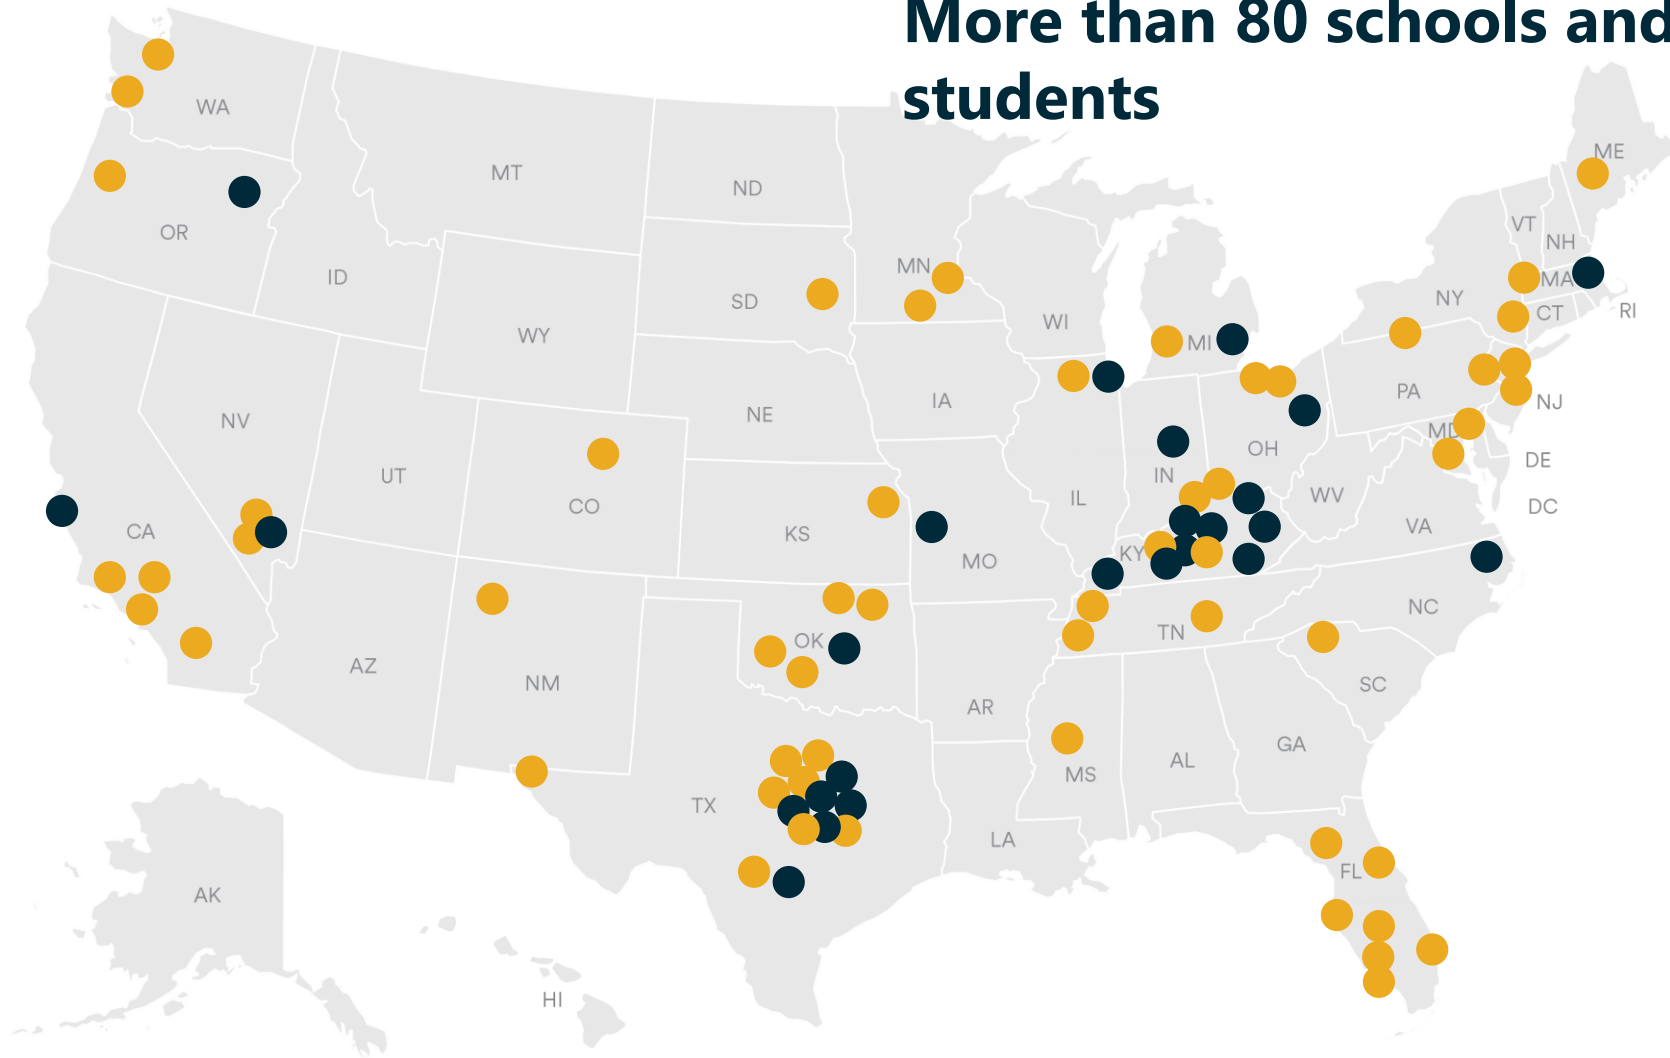 More than 80 schools and
students
WA
ME
MT
ND
VT
OR
NH
MN
ID
MA
SD
NY
CT
RI
WI
WY
MI
PA
IA
NJ
NE
NV
MD
OH
DE
UT
IN
IL
WV
CO
DC
VA
CA
KS
KY
MO
NC
TN
OK
AZ
NM
SC
AR
GA
AL
MS
TX
LA
FL
AK
HI